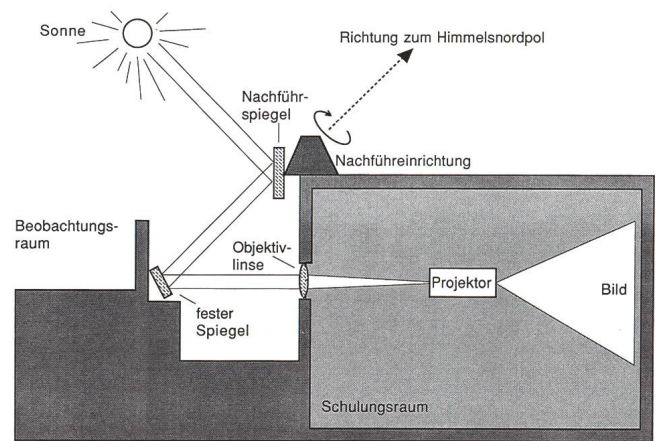 Sonne
Richtung zum Himmelsnordpol
Nachführ-
spiegel
Nachführeinrichtung
Beobachtungs-
raum
Objektiv-
linse
fester
Spiegel
Projektor
Bild
Schulungsraum